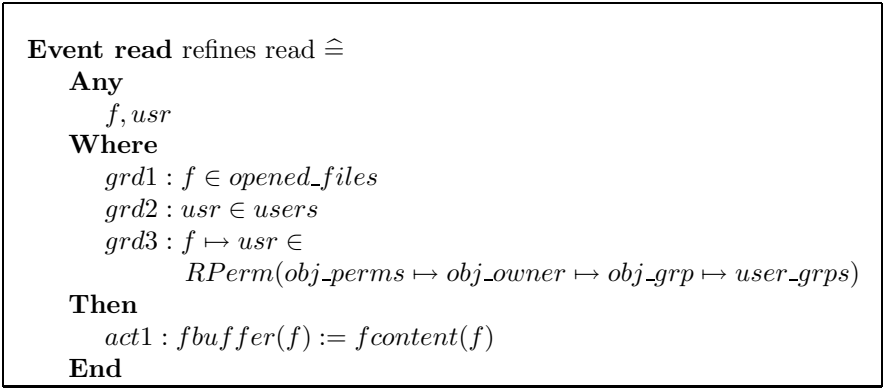 Event read refines read ≙
Any
f, usr
Where
grd1 : f ∈ opened_files
grd2 : usr ∈ users
grd3 : f ↦ usr ∈
RPerm(obj_perms ↦ obj_owner ↦ obj_grp ↦ user_grps)
Then
act1 : fbuffer(f) := fcontent(f)
End